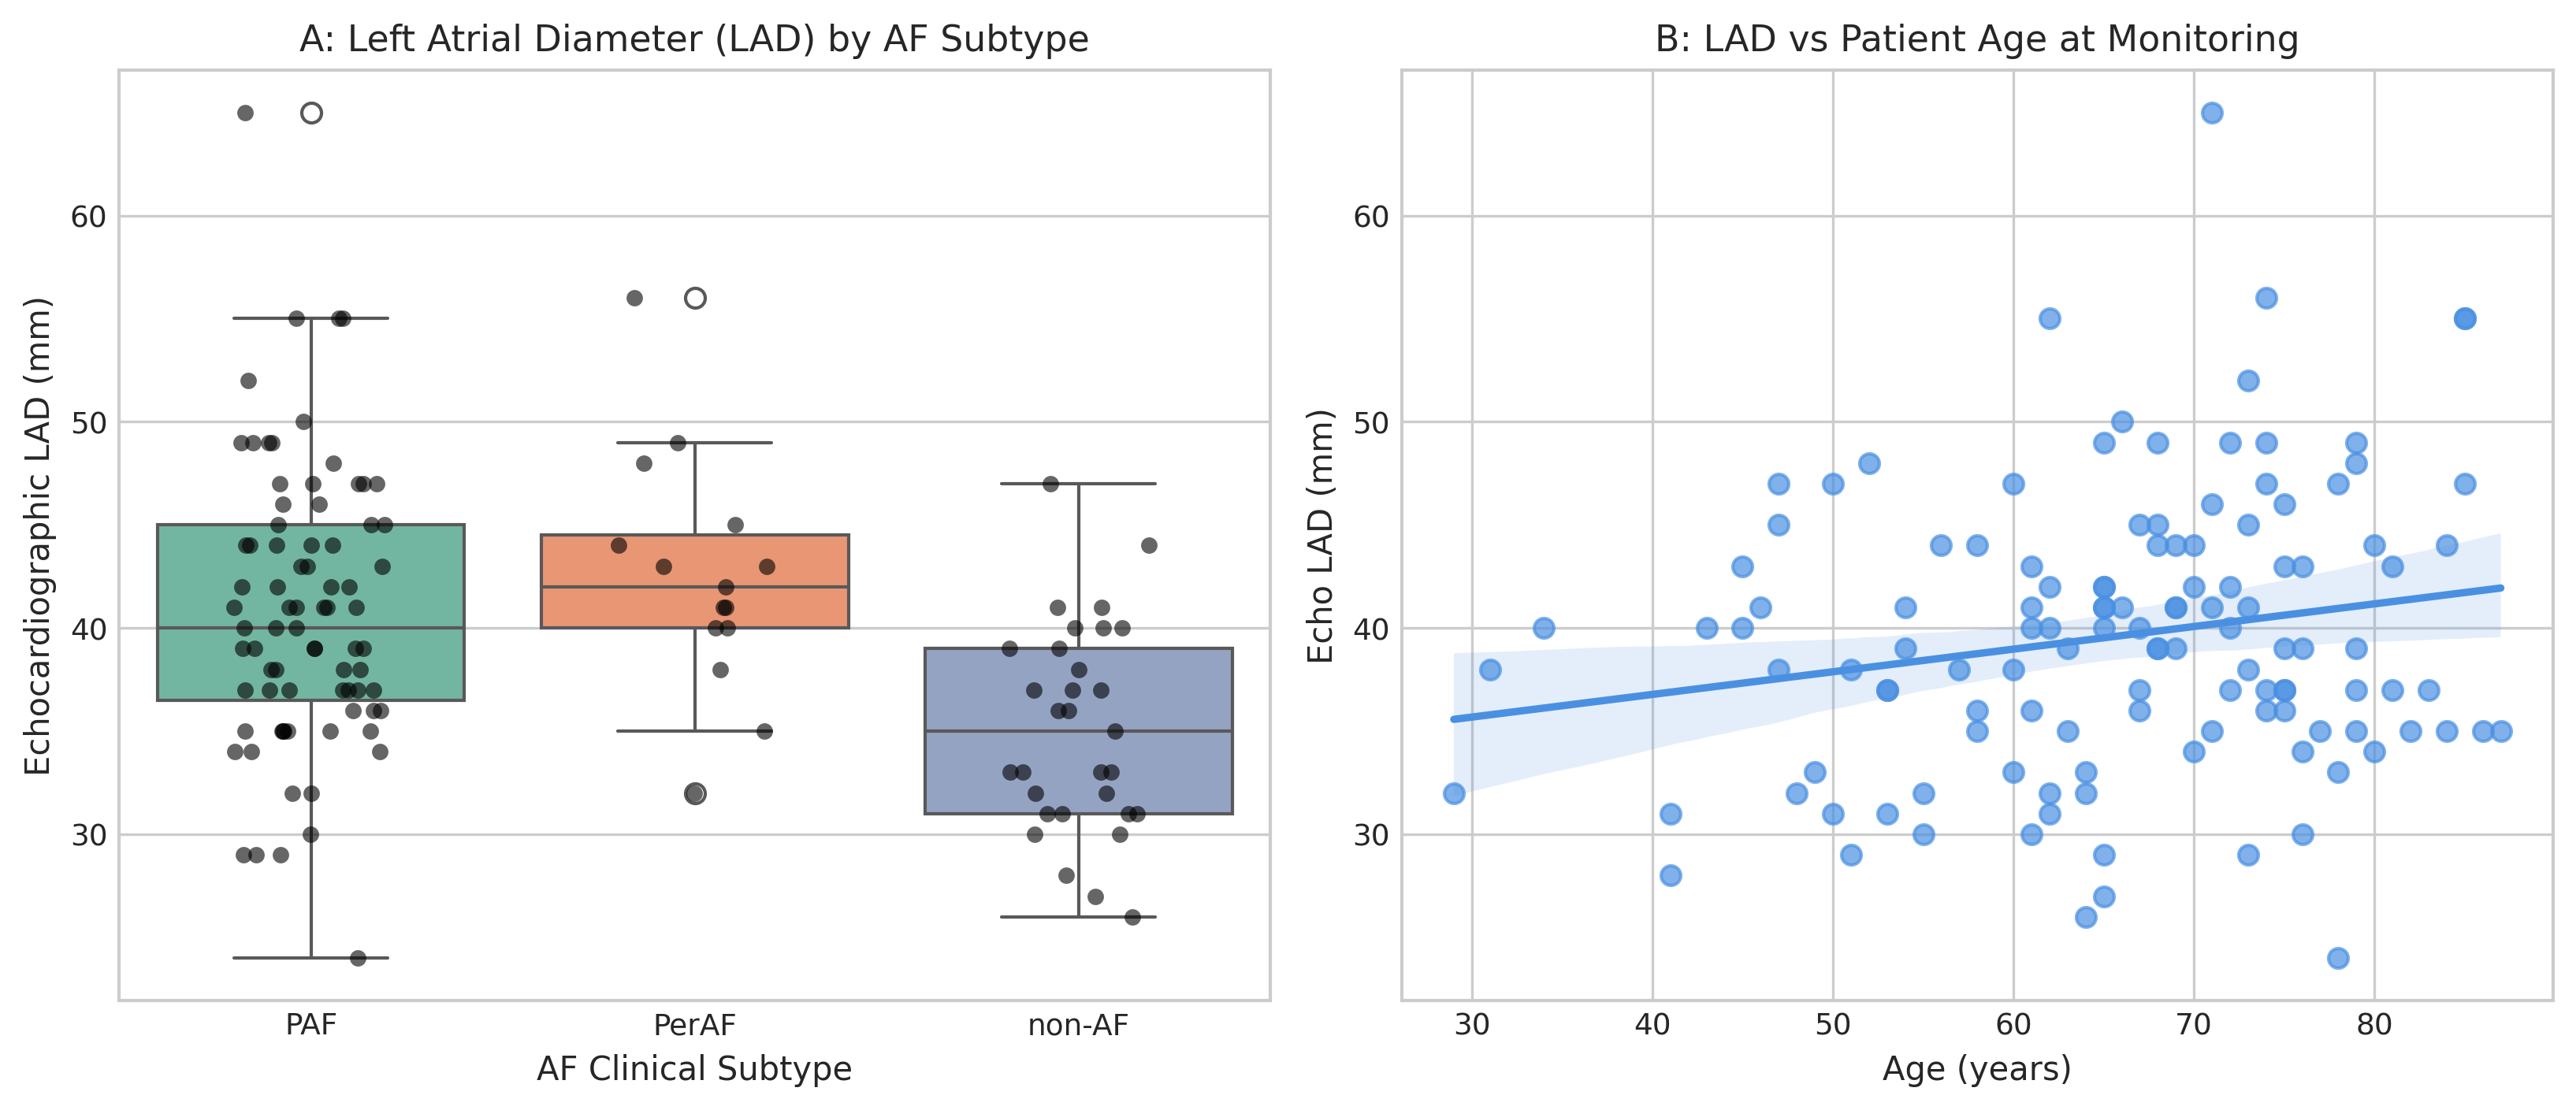 A: Left Atrial Diameter (LAD) by AF Subtype
Echocardiographic LAD (mm)
60
50
40
30
PAF
PerAF
non-AF
AF Clinical Subtype
B: LAD vs Patient Age at Monitoring
Echo LAD (mm)
60
50
40
30
30
40
50
60
70
80
Age (years)